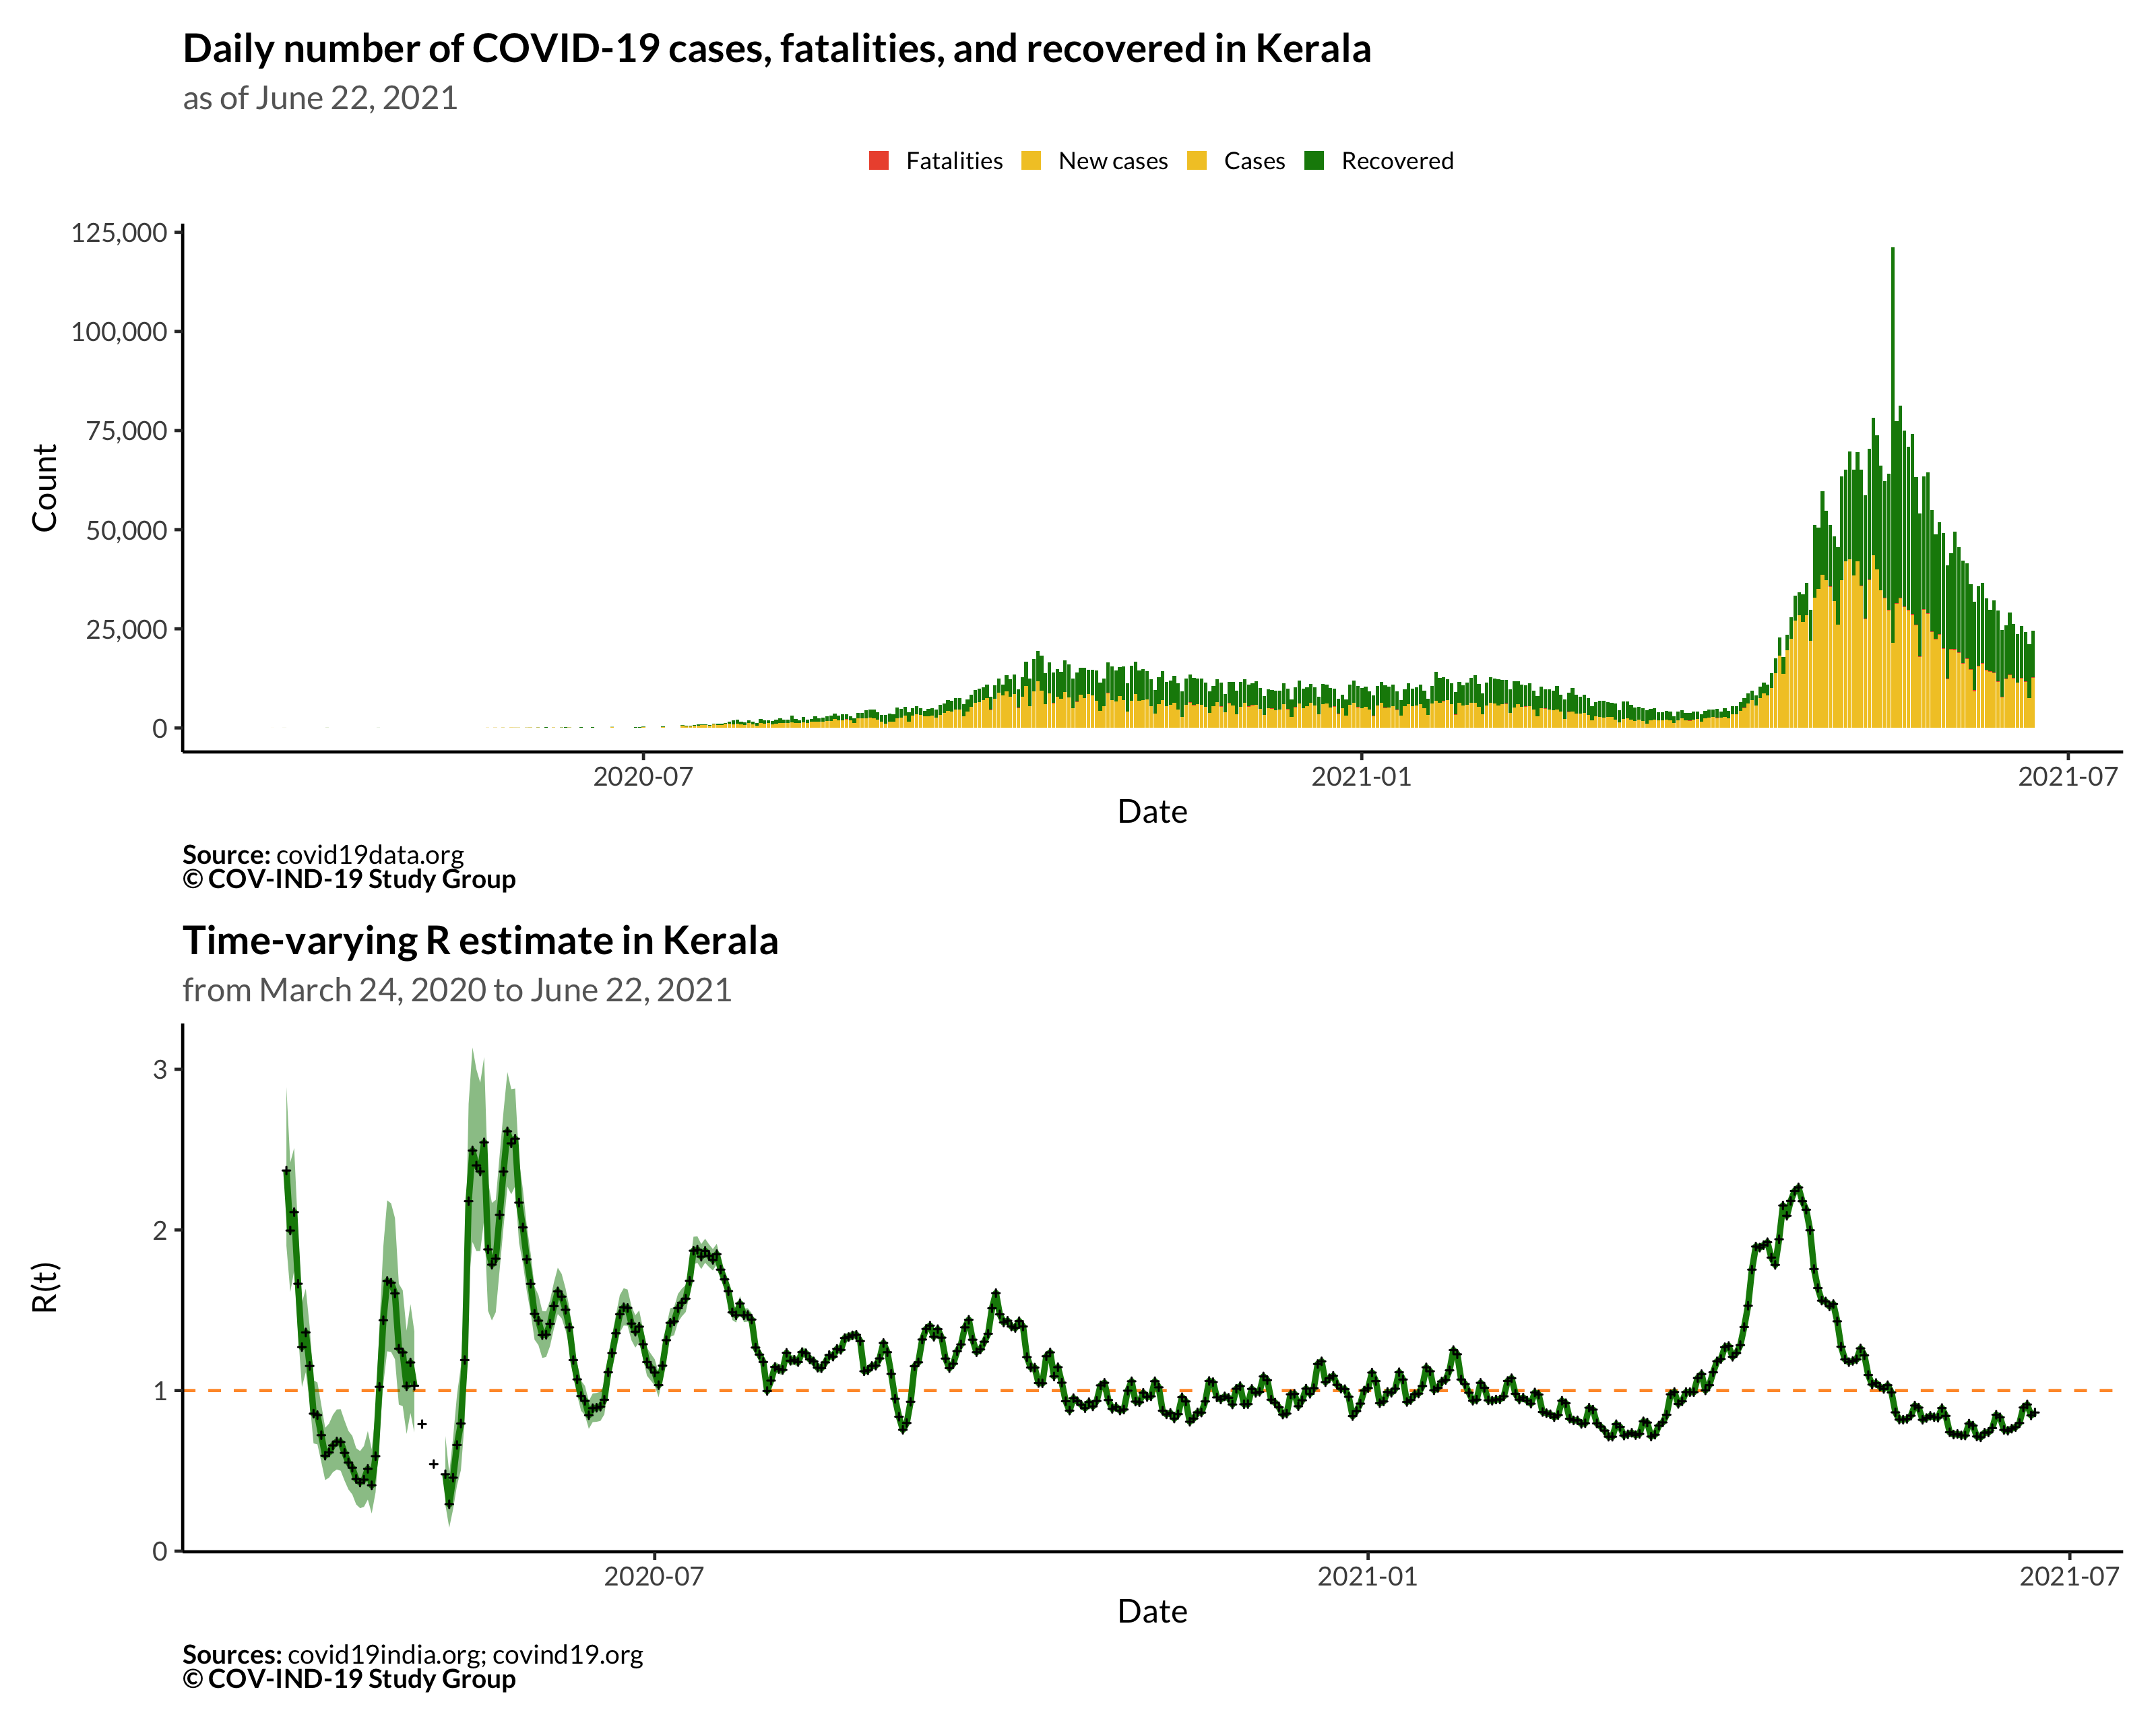 Daily number of COVID-19 cases, fatalities, and recovered in Kerala
as of June 22, 2021
Fatalities New cases Cases Recovered
125,000
100,000
75,000
50,000
25,000
0
Count
2020-07 2021-01 2021-07
Date
Source: covid19data.org
© COV-IND-19 Study Group
Time-varying R estimate in Kerala
from March 24, 2020 to June 22, 2021
3
2
1
0
R(t)
2020-07 2021-01 2021-07
Date
Sources: covid19india.org; covind19.org
© COV-IND-19 Study Group